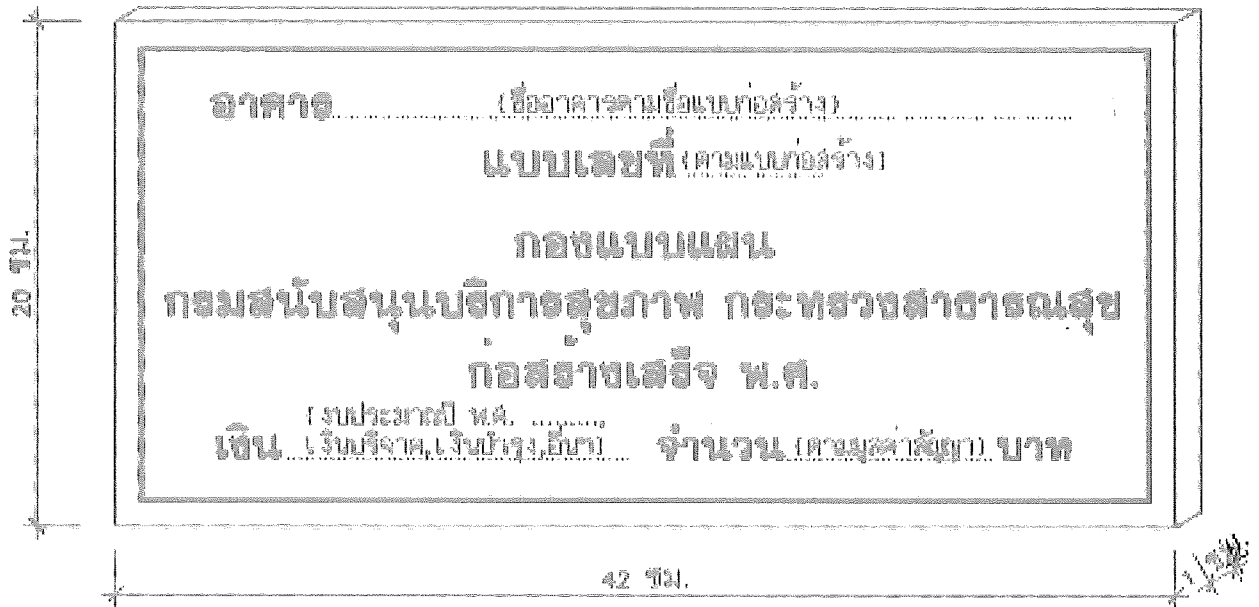 อาคาร (ชื่ออาคารตามชื่อแบบก่อสร้าง)
แบบเลขที่ (ตามแบบก่อสร้าง)
กองแบบแผน
กรมสนับสนุนบริการสุขภาพ กระทรวงสาธารณสุข
ก่อสร้างเสร็จ พ.ศ.
(งบประมาณปี พ.ศ. ........,
เงิน เงินบริจาค,เงินบำรุง,อื่นๆ) จำนวน (ตามมูลค่าสัญญา) บาท
20 ซม.
42 ซม.